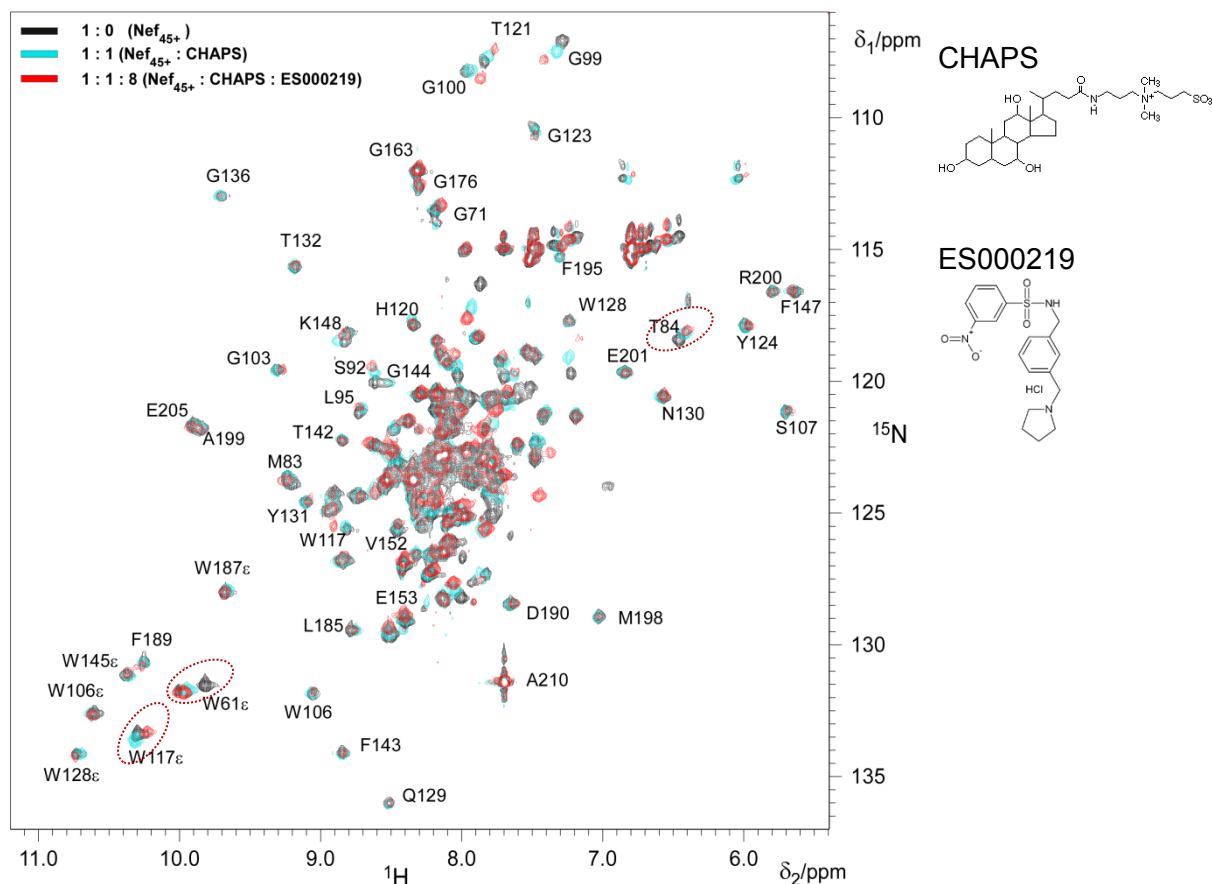 1 : 0 (Nef45+ )
1 : 1 (Nef45+ : CHAPS)
1 : 1 : 8 (Nef45+ : CHAPS : ES000219)
T121
G99
G100
G123
G163
G176
G136
G71
T132
F195
R200
W128
F147
H120
T84
K148
Y124
G103
S92
G144
E201
L95
N130
S107
E205
A199
T142
M83
Y131
W117
V152
W187ε
E153
D190
M198
L185
F189
W145ε
W61ε
W106ε
W106
A210
W117ε
F143
W128ε
Q129
δ1/ppm
110
115
120
15N
125
130
135
11.0 10.0 9.0 8.0 7.0 6.0
1H
δ2/ppm
CHAPS
O
CH3
N
H
N+
SO3-
CH3
OH
HO
OH
ES000219
O
S
NH
O
O
N+
O-
HCl
N